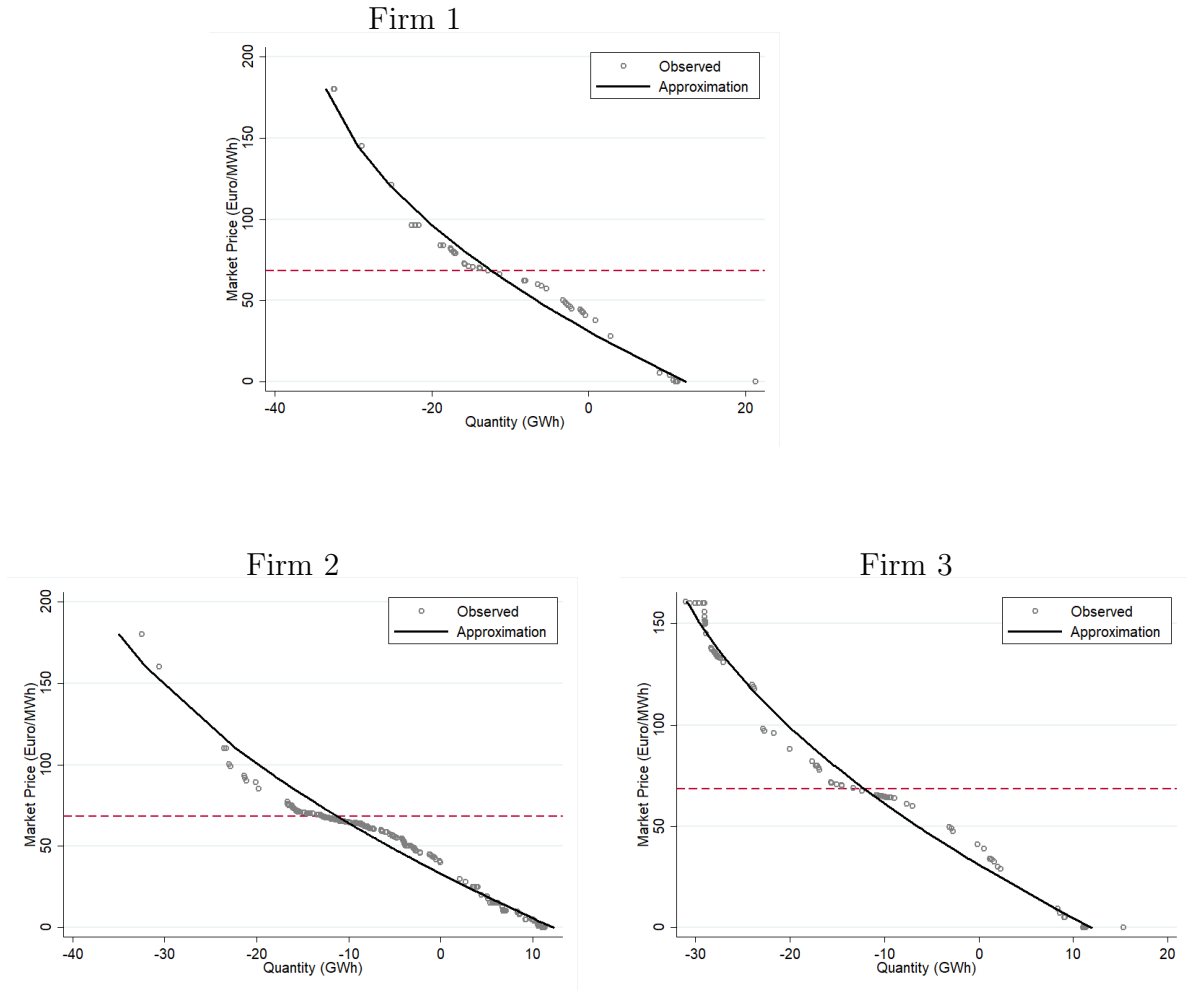 Firm 1
Observed
Approximation
Market Price (Euro/MWh)
200
150
100
50
0
-40 -20 0 20
Quantity (GWh)
Firm 2
Observed
Approximation
Market Price (Euro/MWh)
200
150
100
50
0
-40 -30 -20 -10 0 10
Quantity (GWh)
Firm 3
Observed
Approximation
Market Price (Euro/MWh)
150
100
50
0
-30 -20 -10 0 10 20
Quantity (GWh)